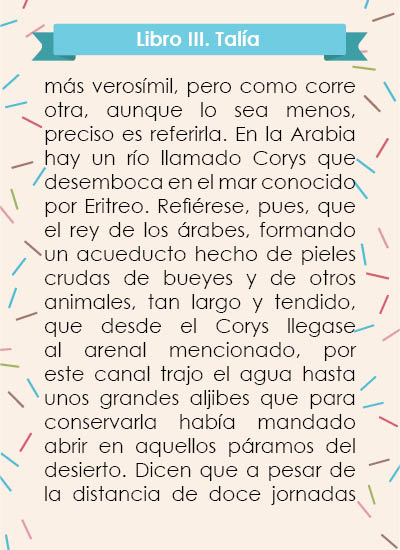 Libro III. Talía
más verosímil, pero como corre
otra, aunque lo sea menos,
preciso es referirla. En la Arabia
hay un río llamado Corys que
desemboca en el mar conocido
por Eritreo. Refiérese, pues, que
el rey de los árabes, formando
un acueducto hecho de pieles
crudas de bueyes y de otros
animales, tan largo y tendido,
que desde el Corys llegase
al arenal mencionado, por
este canal trajo el agua hasta
unos grandes aljibes que para
conservarla había mandado
abrir en aquellos páramos del
desierto. Dicen que a pesar de
la distancia de doce jornadas